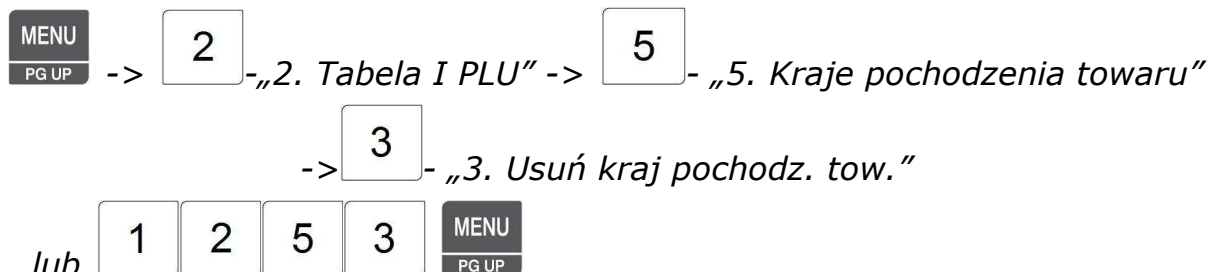 MENU
PG UP -> 2 -„2. Tabela I PLU” -> 5 - „5. Kraje pochodzenia towaru”
-> 3 - „3. Usuń kraj pochodz. tow.”
lub 1 2 5 3 MENU
PG UP